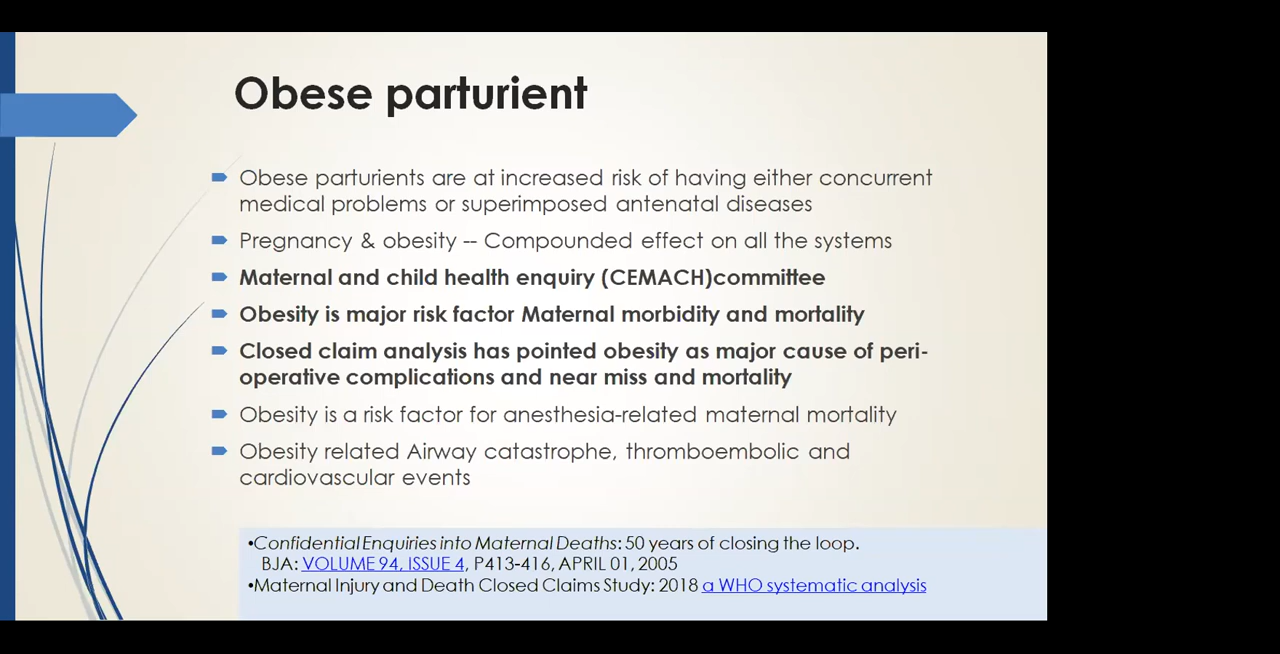 Obese parturient
Obese parturients are at increased risk of having either concurrent
medical problems or superimposed antenatal diseases
Pregnancy & obesity -- Compounded effect on all the systems
Maternal and child health enquiry (CEMACH)committee
Obesity is major risk factor Maternal morbidity and mortality
Closed claim analysis has pointed obesity as major cause of peri-
operative complications and near miss and mortality
Obesity is a risk factor for anesthesia-related maternal mortality
Obesity related Airway catastrophe, thromboembolic and
cardiovascular events
•Confidential Enquiries into Maternal Deaths: 50 years of closing the loop.
BJA: VOLUME 94, ISSUE 4, P413-416, APRIL 01, 2005
•Maternal Injury and Death Closed Claims Study: 2018 a WHO systematic analysis